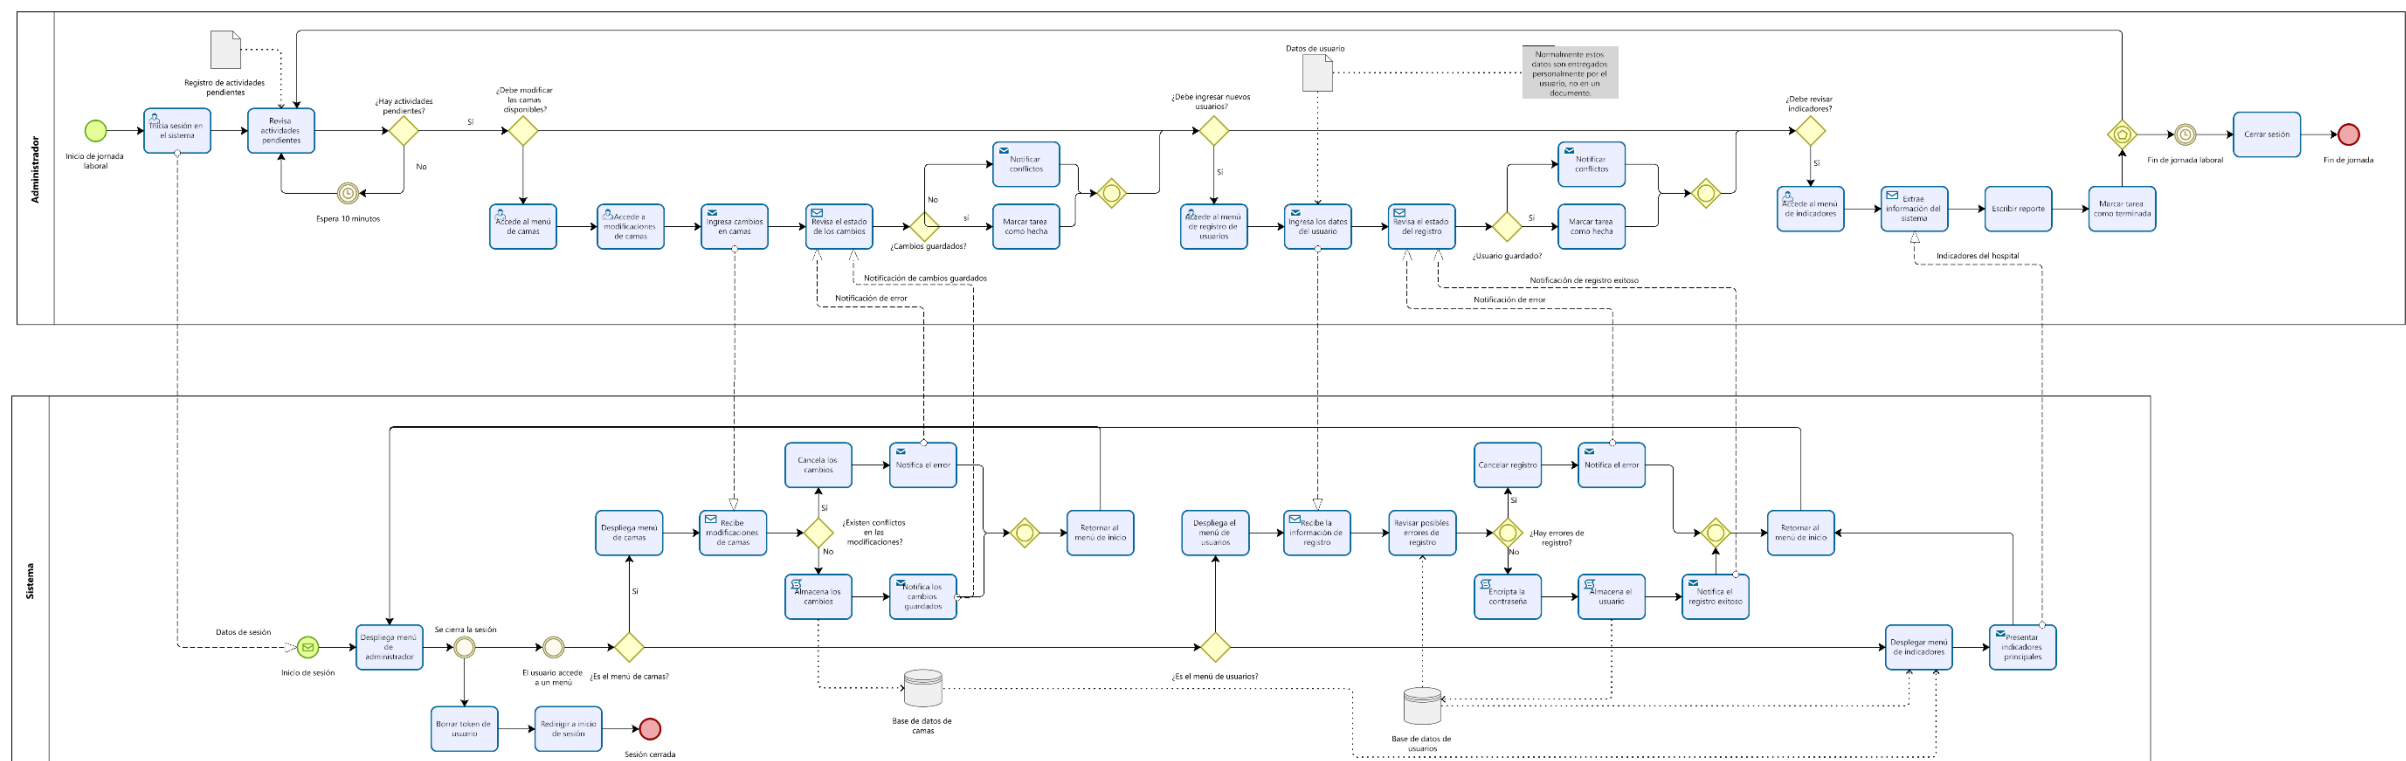 Administrador
Inicio de jornada
laboral
Inicia sesión en
el sistema
Registro de actividades
pendientes
Revisa
actividades
pendientes
¿Hay actividades
pendientes?
Sí
No
Espera 10 minutos
¿Debe modificar
las camas
disponibles?
Accede al menú
de camas
Accede a
modificaciones
de camas
Ingresa cambios
en camas
Revisa el estado
de los cambios
¿Cambios guardados?
No
sí
Notificar
conflictos
Marcar tarea
como hecha
Notificación de cambios guardados
Notificación de error
¿Debe ingresar nuevos
usuarios?
Sí
Accede al menú
de registro de
usuarios
Datos de usuario
Normalmente estos
datos son entregados
personalmente por el
usuario, no en un
documento.
Ingresa los datos
del usuario
Revisa el estado
del registro
¿Usuario guardado?
Sí
Notificar
conflictos
Marcar tarea
como hecha
Notificación de registro exitoso
Notificación de error
¿Debe revisar
indicadores?
Sí
Accede al menú
de indicadores
Extrae
información del
sistema
Escribir reporte
Marcar tarea
como terminada
Indicadores del hospital
Fin de jornada laboral
Cerrar sesión
Fin de jornada
Sistema
Datos de sesión
Inicio de sesión
Despliega menú
de
administrador
Se cierra la sesión
El usuario accede
a un menú
Borrar token de
usuario
Redirigir a inicio
de sesión
Sesión cerrada
¿Es el menú de camas?
Sí
Despliega menú
de camas
Recibe
modificaciones
de camas
¿Existen conflictos
en las
modificaciones?
Sí
No
Cancela los
cambios
Notifica el error
Almacena los
cambios
Notifica los
cambios
guardados
Retornar al
menú de inicio
Base de datos de
camas
¿Es el menú de usuarios?
Despliega el
menú de
usuarios
Recibe la
información de
registro
Revisar posibles
errores de
registro
¿Hay errores de
registro?
Sí
No
Cancelar registro
Notifica el error
Encripta la
contraseña
Almacena el
usuario
Notifica el
registro exitoso
Retornar al
menú de inicio
Base de datos de
usuarios
Desplegar menú
de indicadores
Presentar
indicadores
principales